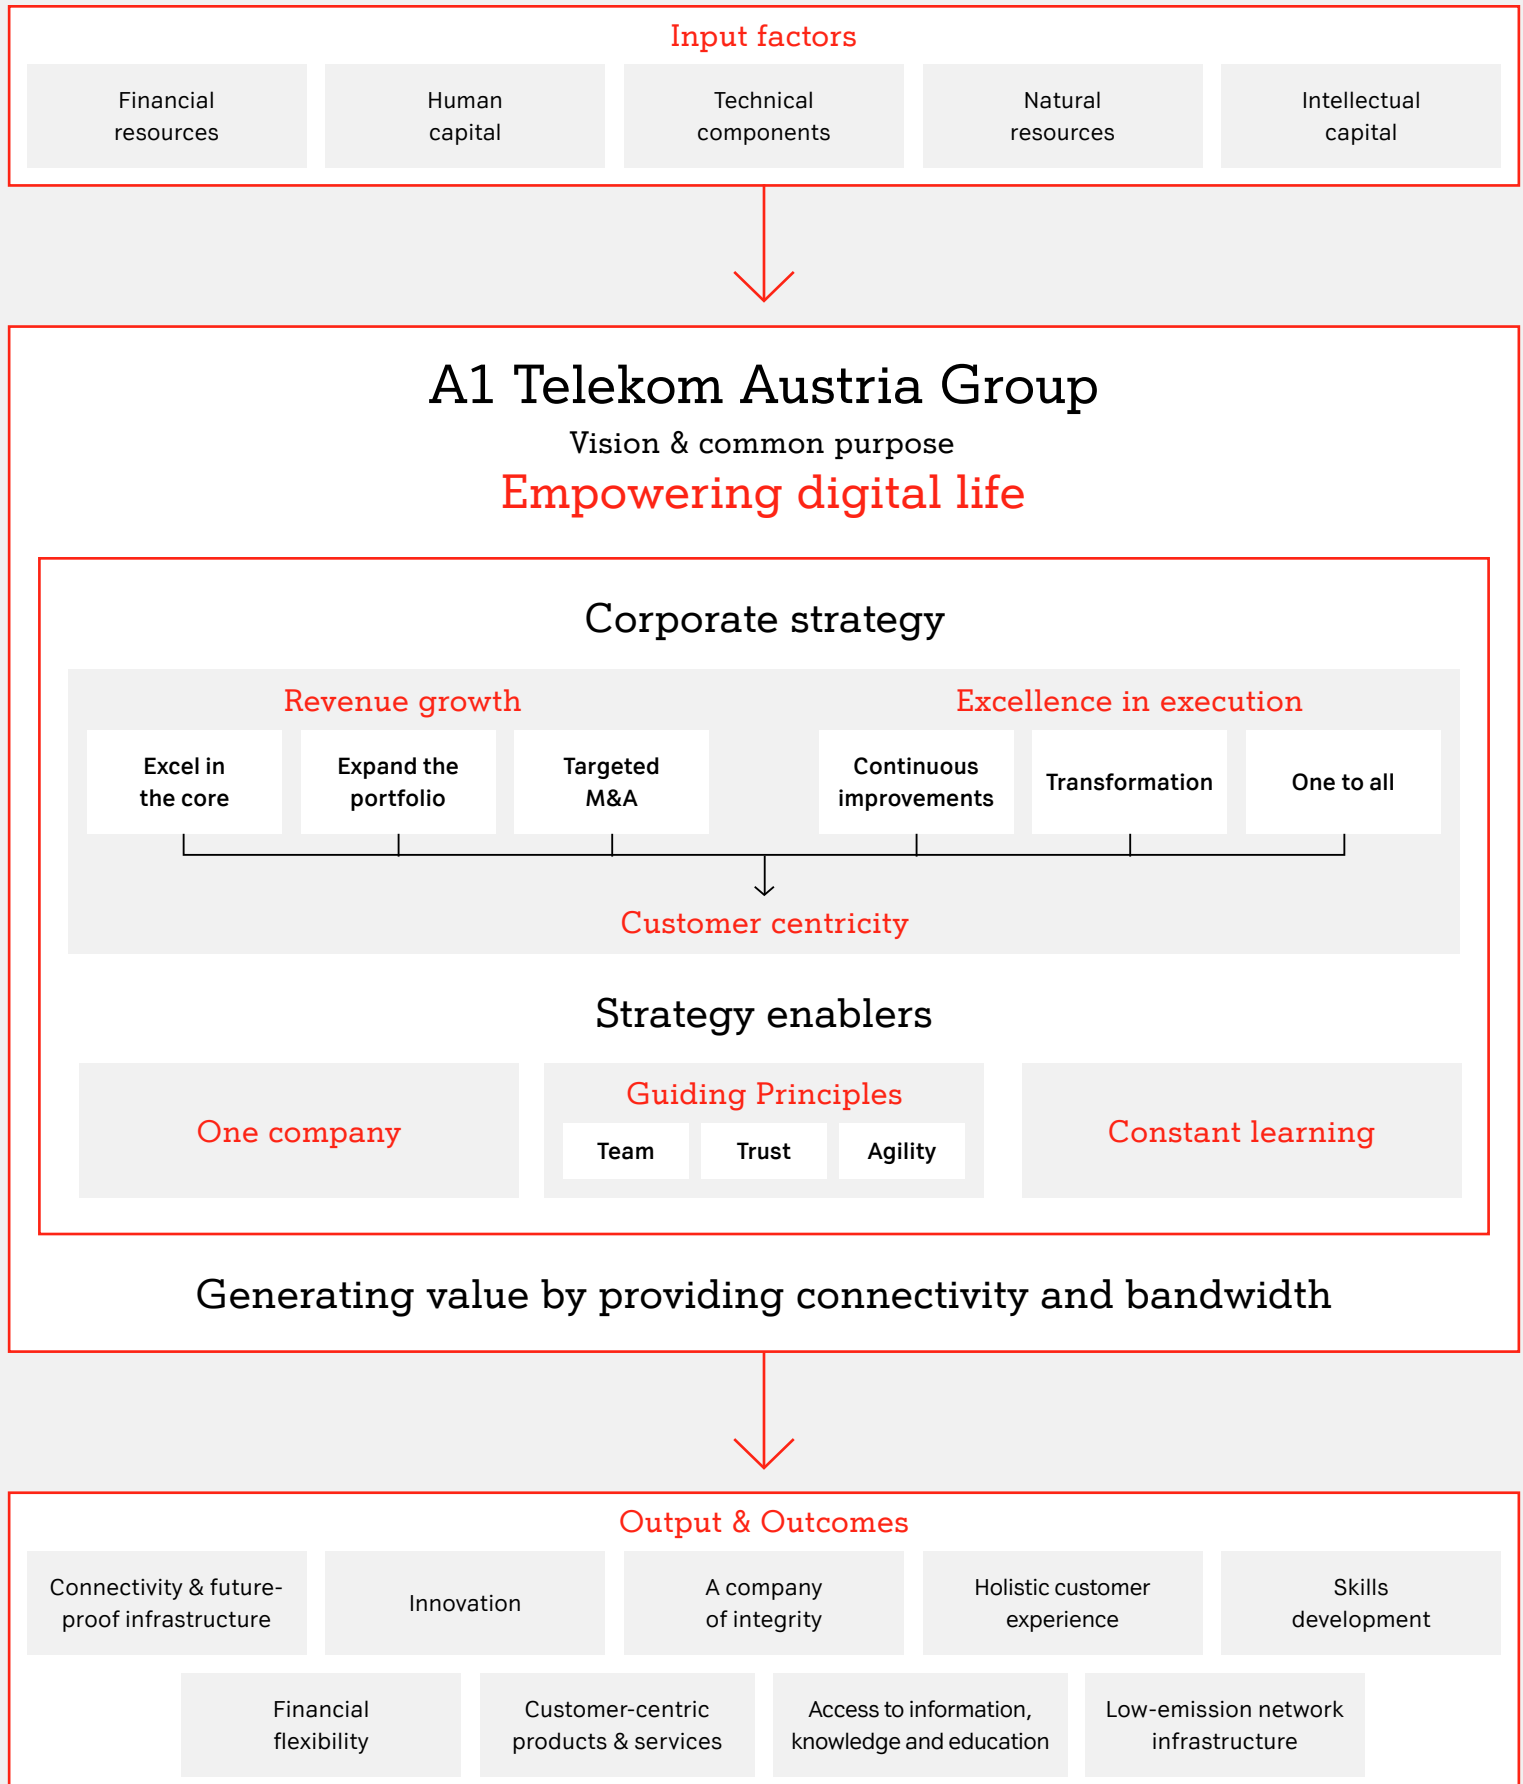 Input factors
Financial
resources
Human
capital
Technical
components
Natural
resources
Intellectual
capital
A1 Telekom Austria Group
Vision & common purpose
Empowering digital life
Corporate strategy
Revenue growth
Excel in
the core
Expand the
portfolio
Targeted
M&A
Excellence in execution
Continuous
improvements
Transformation
One to all
Customer centricity
Strategy enablers
One company
Guiding Principles
Team
Trust
Agility
Constant learning
Generating value by providing connectivity and bandwidth
Output & Outcomes
Connectivity & future-
proof infrastructure
Innovation
A company
of integrity
Holistic customer
experience
Skills
development
Financial
flexibility
Customer-centric
products & services
Access to information,
knowledge and education
Low-emission network
infrastructure